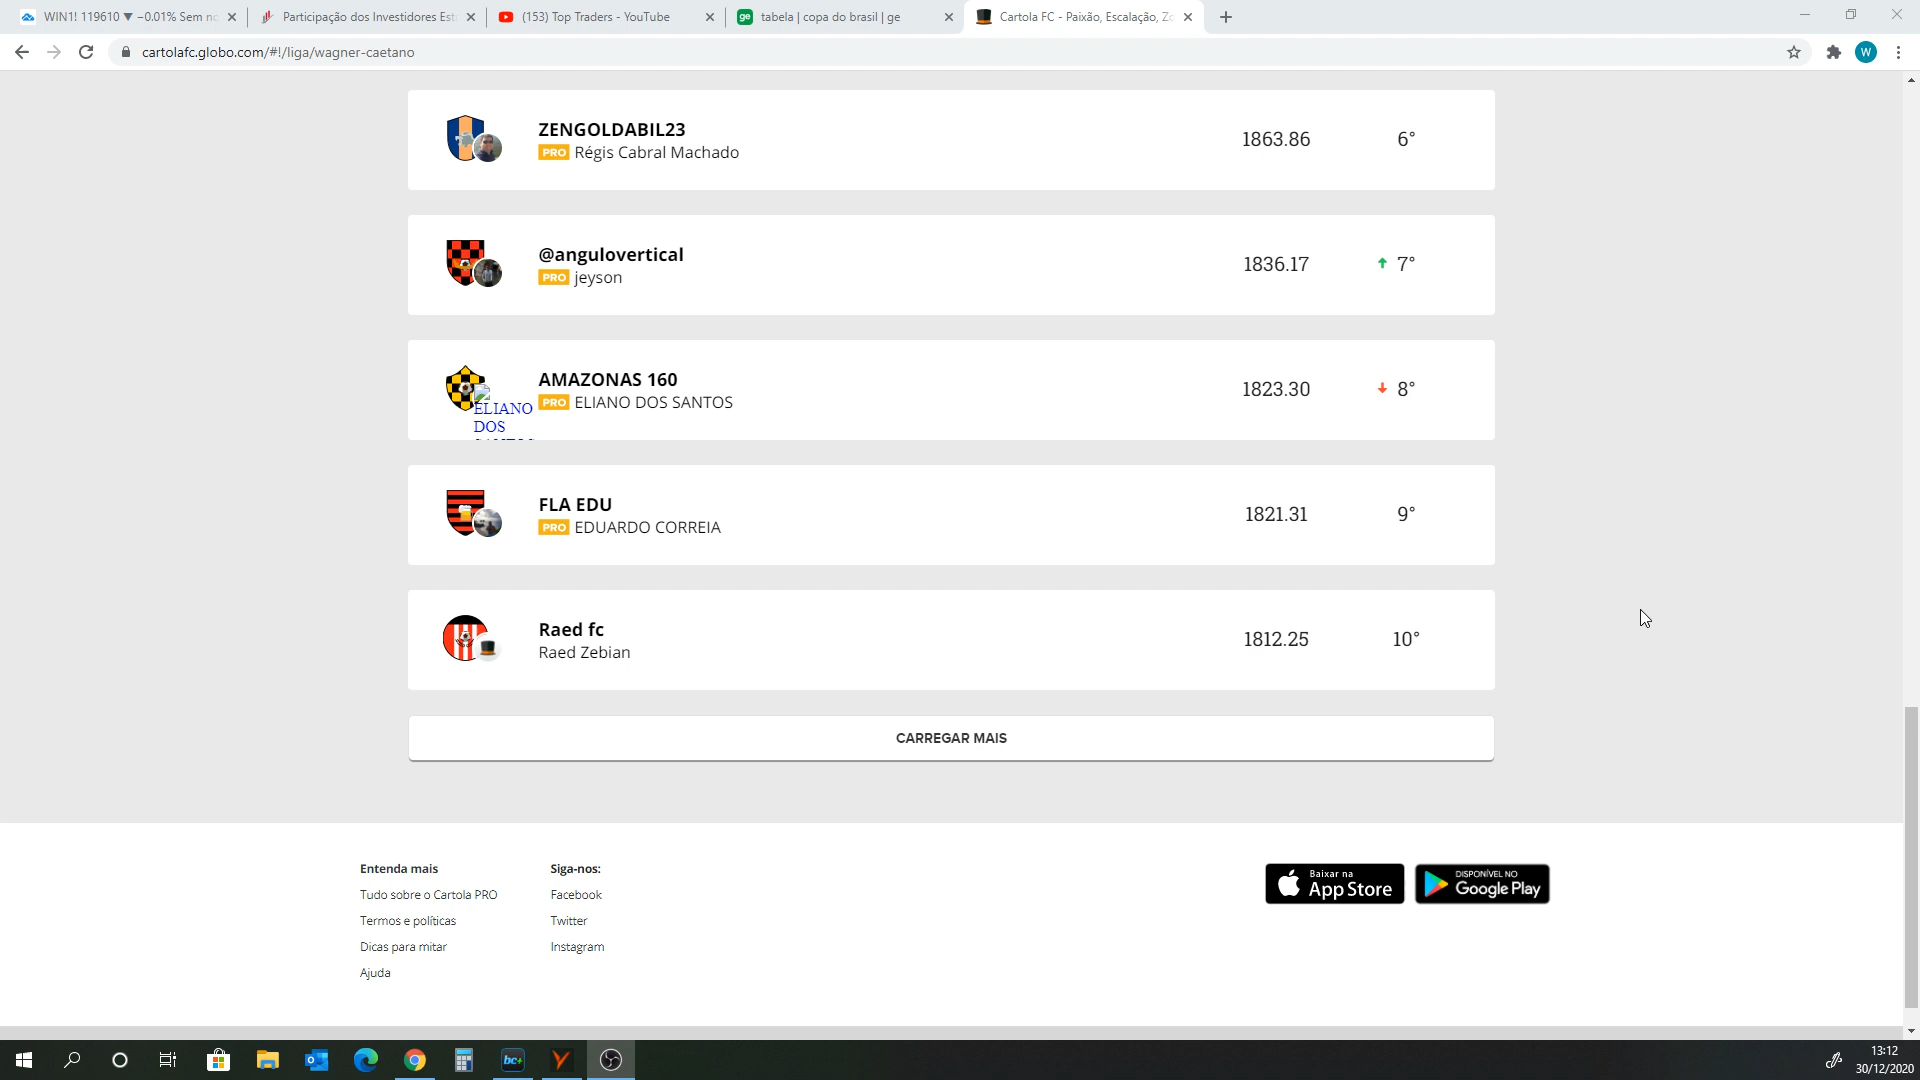 WIN1! 119610 ▼ −0.01% Sem no
Participação dos Investidores Est
(153) Top Traders - YouTube
ge
tabela | copa do brasil | ge
Cartola FC - Paixão, Escalação, Zo
cartolafc.globo.com/#!/liga/wagner-caetano
W
ZENGOLDABIL23
PRO Régis Cabral Machado
1863.86
6°
@angulovertical
PRO jeyson
1836.17
7°
AMAZONAS 160
PRO ELIANO DOS SANTOS
ELIANO
DOS
SANTOS
1823.30
8°
FLA EDU
PRO EDUARDO CORREIA
1821.31
9°
Raed fc
Raed Zebian
1812.25
10°
CARREGAR MAIS
Entenda mais
Tudo sobre o Cartola PRO
Termos e políticas
Dicas para mitar
Ajuda
Siga-nos:
Facebook
Twitter
Instagram
Baixar na
App Store
DISPONÍVEL NO
Google Play
bc+
13:12
30/12/2020